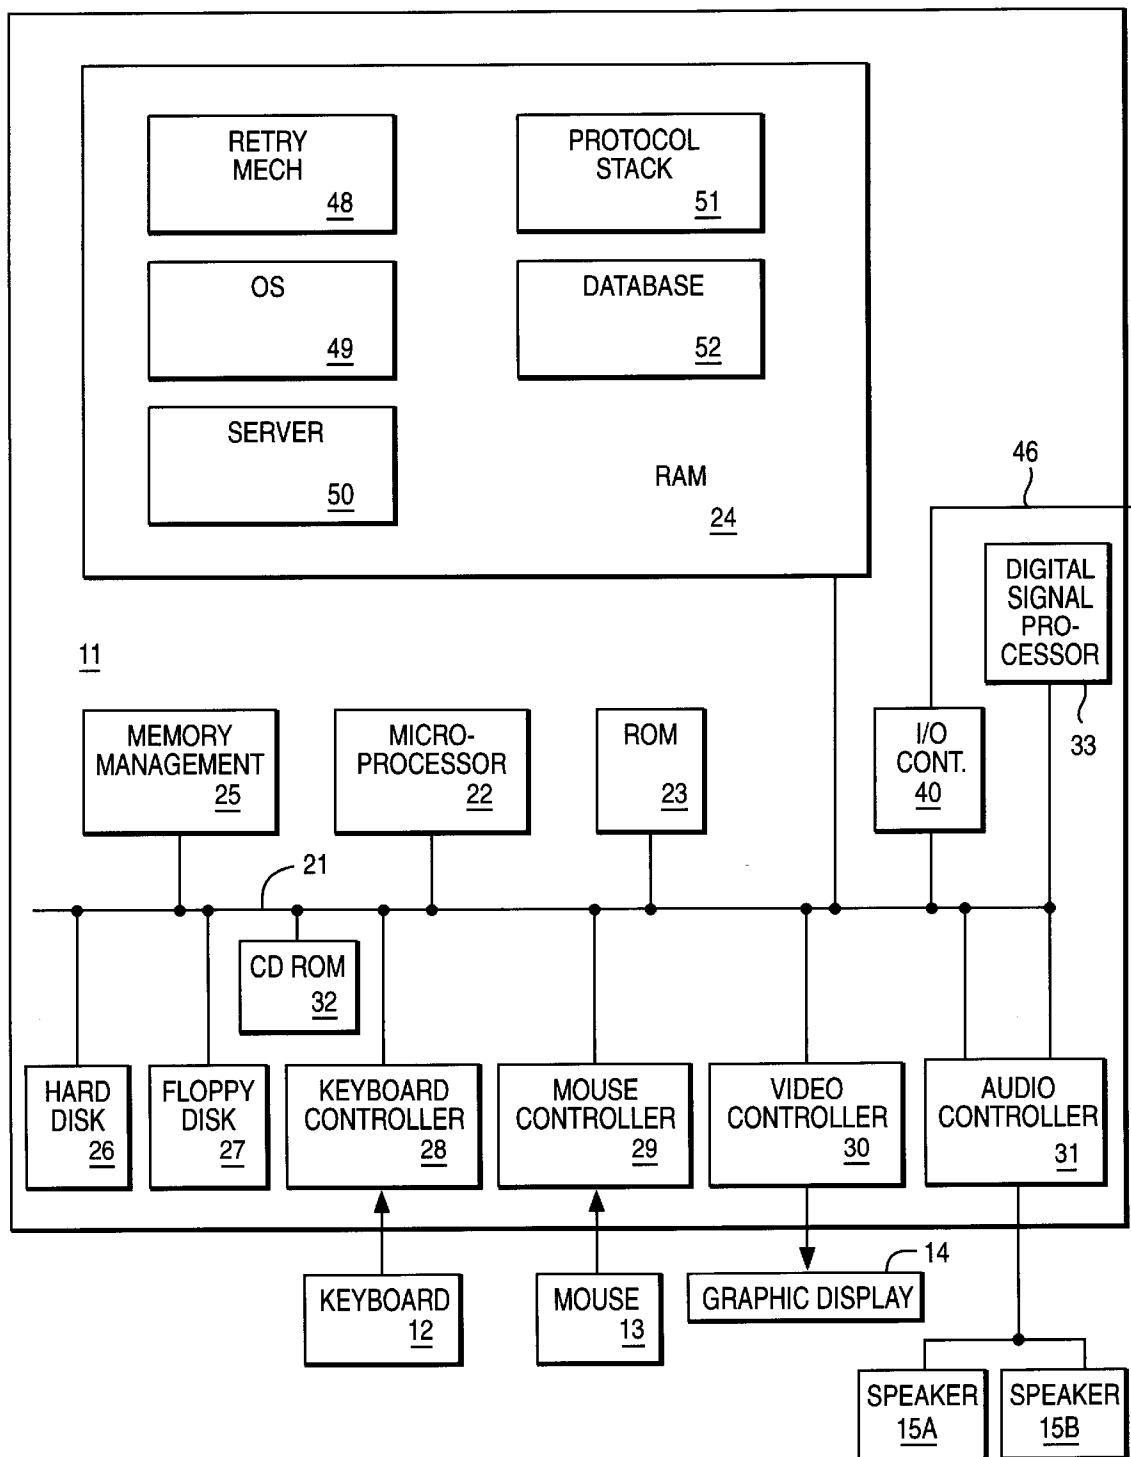 RETRY
MECH
48
PROTOCOL
STACK
51
OS
49
DATABASE
52
SERVER
50
RAM
24
46
DIGITAL
SIGNAL
PRO-
CESSOR
33
11
MEMORY
MANAGEMENT
25
MICRO-
PROCESSOR
22
ROM
23
I/O
CONT.
40
21
CD ROM
32
HARD
DISK
26
FLOPPY
DISK
27
KEYBOARD
CONTROLLER
28
MOUSE
CONTROLLER
29
VIDEO
CONTROLLER
30
AUDIO
CONTROLLER
31
KEYBOARD
12
MOUSE
13
14
GRAPHIC DISPLAY
SPEAKER
15A
SPEAKER
15B